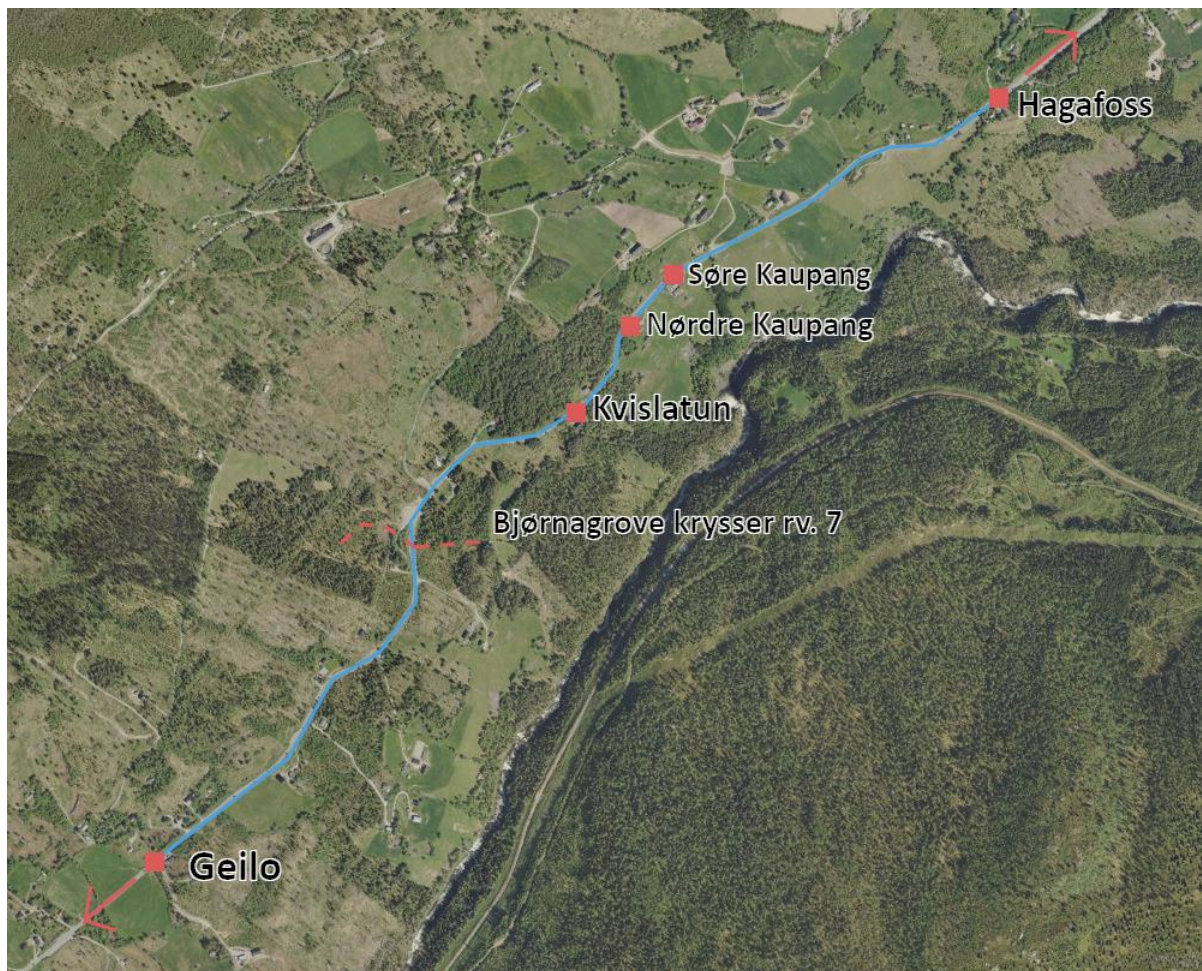 Hagafoss
Søre Kaupang
Nørdre Kaupang
Kvislatun
Bjørnagrove krysser rv. 7
Geilo